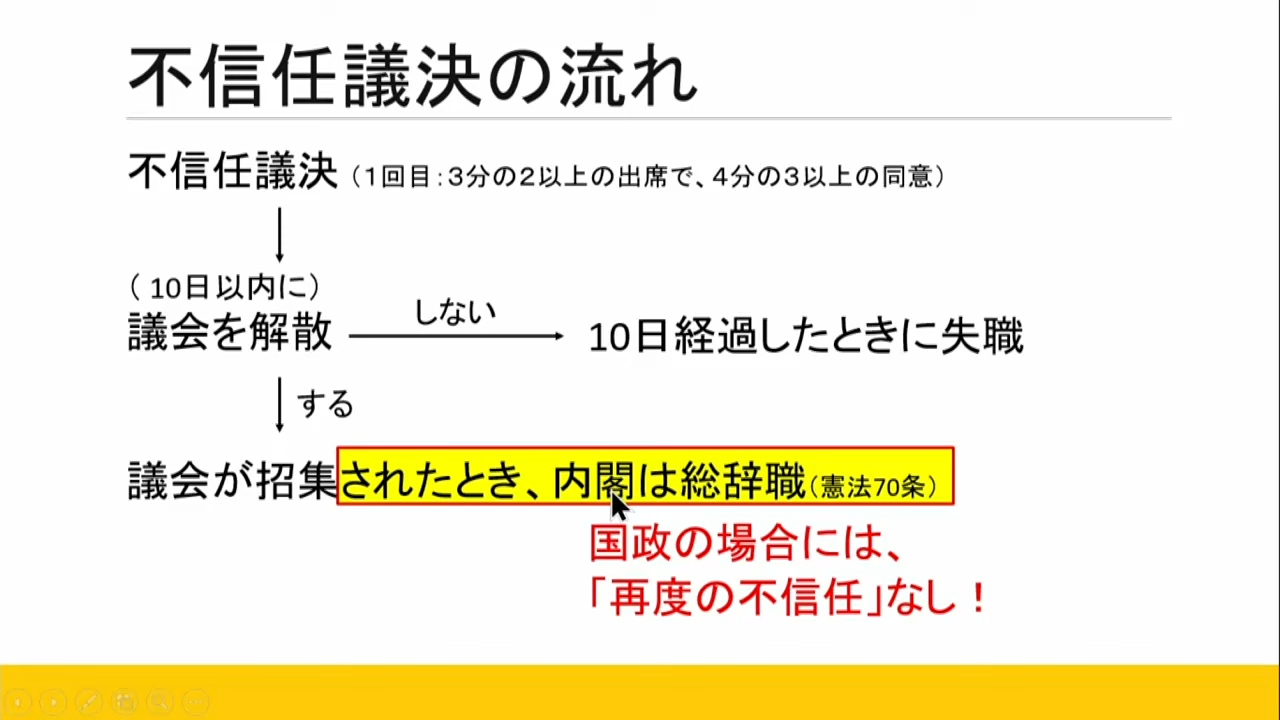 不信任議決の流れ
不信任議決（１回目：３分の２以上の出席で、４分の３以上の同意）
（ 10日以内に）
議会を解散
しない
10日経過したときに失職
する
議会が招集されたとき、内閣は総辞職（憲法70条）
国政の場合には、
「再度の不信任」なし！